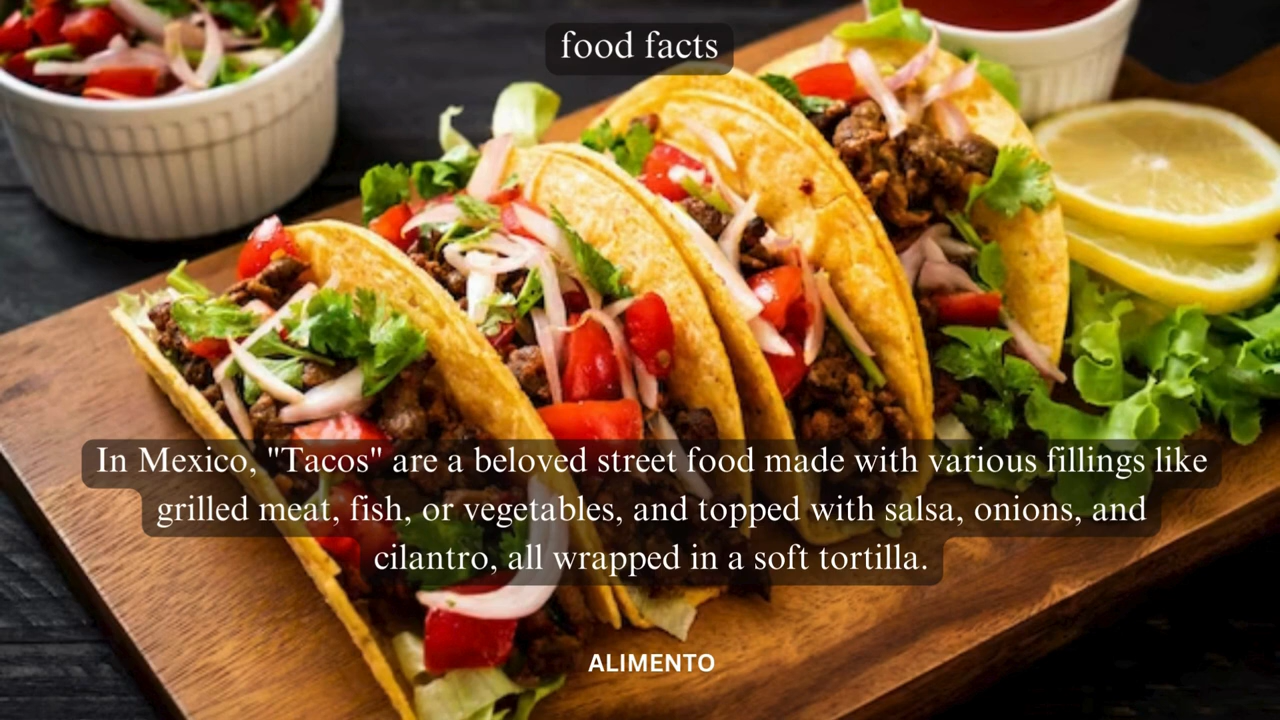 food facts
In Mexico, "Tacos" are a beloved street food made with various fillings like
grilled meat, fish, or vegetables, and topped with salsa, onions, and
cilantro, all wrapped in a soft tortilla.
ALIMENTO